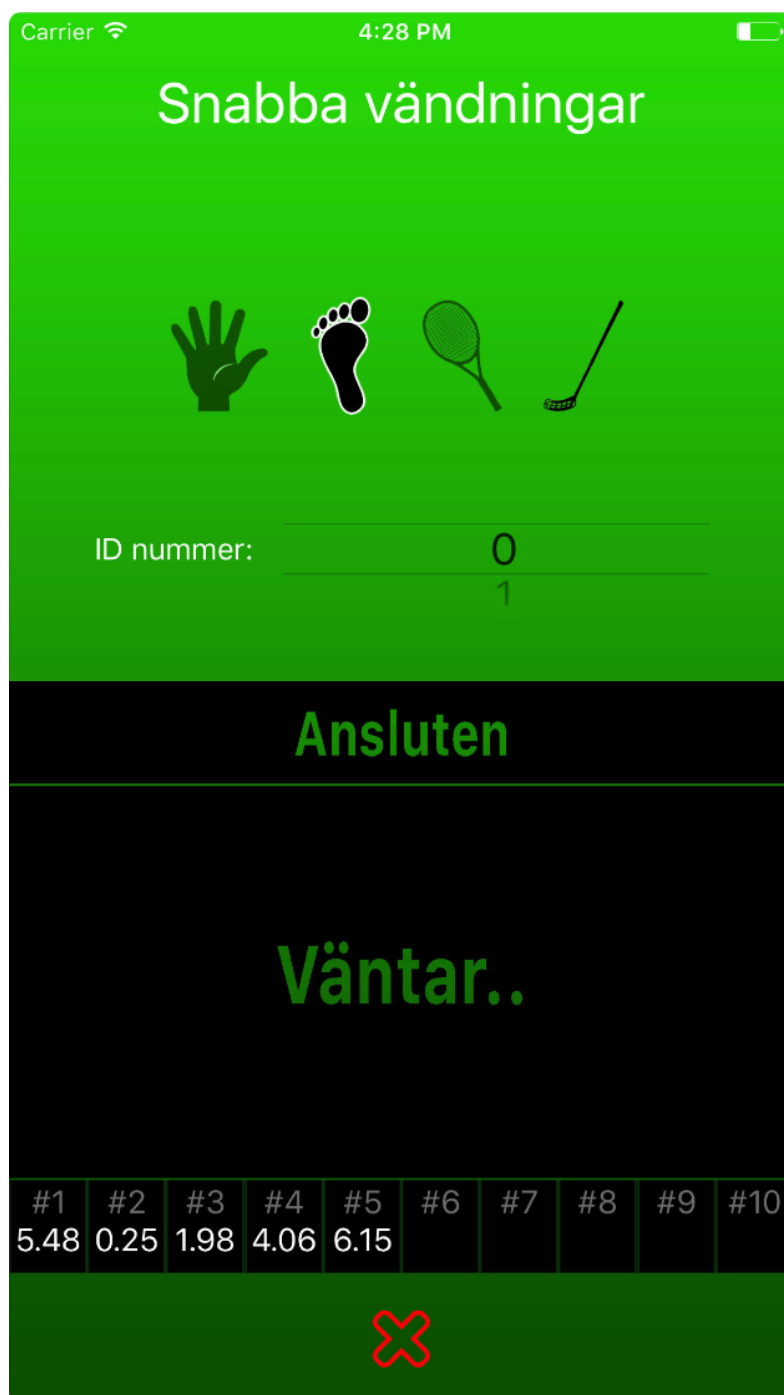 Carrier 4:28 PM
Snabba vändningar
ID nummer: 0
1
Ansluten
Väntar..
#1 #2 #3 #4 #5 #6 #7 #8 #9 #10
5.48 0.25 1.98 4.06 6.15